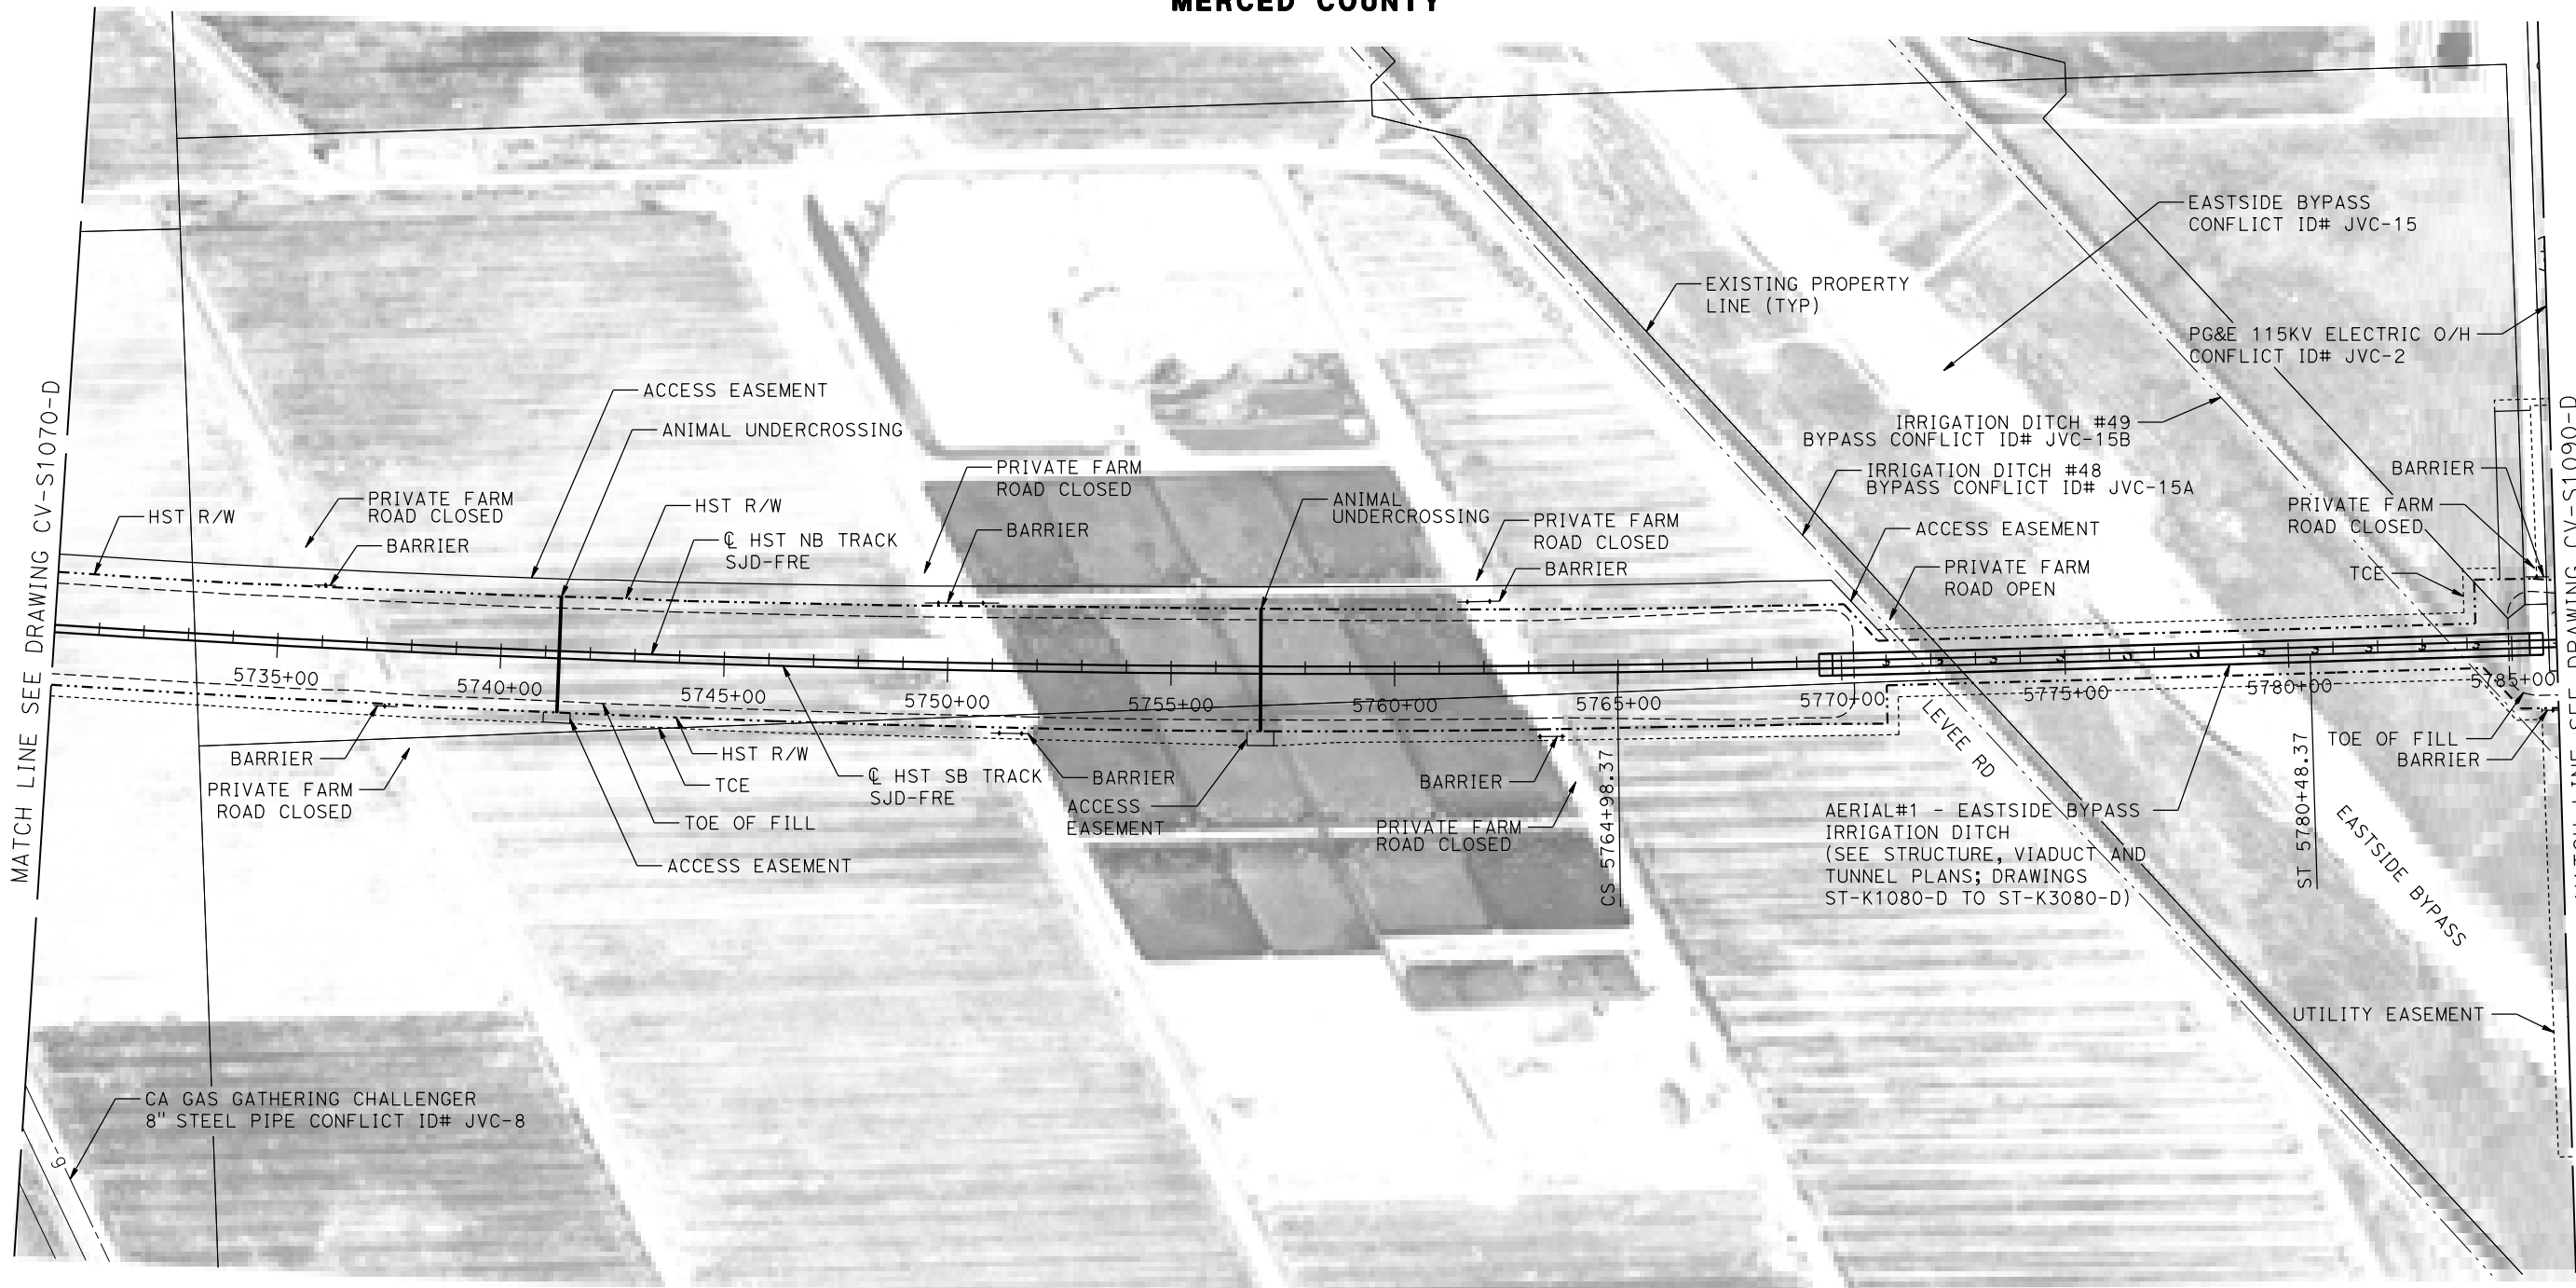 MERCED COUNTY
MATCH LINE SEE DRAWING CV-S1070-D
EASTSIDE BYPASS
CONFLICT ID# JVC-15
EXISTING PROPERTY
LINE (TYP)
PG&E 115KV ELECTRIC O/H
CONFLICT ID# JVC-2
ACCESS EASEMENT
ANIMAL UNDERCROSSING
IRRIGATION DITCH #49
BYPASS CONFLICT ID# JVC-15B
IRRIGATION DITCH #48
BYPASS CONFLICT ID# JVC-15A
BARRIER
PRIVATE FARM
ROAD CLOSED
TCE
HST R/W
PRIVATE FARM
ROAD CLOSED
BARRIER
HST R/W
℄ HST NB TRACK
SJD-FRE
PRIVATE FARM
ROAD CLOSED
BARRIER
ANIMAL
UNDERCROSSING
PRIVATE FARM
ROAD CLOSED
BARRIER
ACCESS EASEMENT
PRIVATE FARM
ROAD OPEN
5735+00
5740+00
5745+00
5750+00
5755+00
5760+00
5765+00
5770+00
5775+00
5780+00
5785+00
BARRIER
PRIVATE FARM
ROAD CLOSED
HST R/W
TCE
TOE OF FILL
ACCESS EASEMENT
℄ HST SB TRACK
SJD-FRE
BARRIER
ACCESS
EASEMENT
BARRIER
PRIVATE FARM
ROAD CLOSED
CS 5764+98.37
LEVEE RD
AERIAL#1 - EASTSIDE BYPASS
IRRIGATION DITCH
(SEE STRUCTURE, VIADUCT AND
TUNNEL PLANS; DRAWINGS
ST-K1080-D TO ST-K3080-D)
ST 5780+48.37
TOE OF FILL
BARRIER
EASTSIDE BYPASS
UTILITY EASEMENT
CA GAS GATHERING CHALLENGER
8" STEEL PIPE CONFLICT ID# JVC-8
g
MATCH LINE SEE DRAWING CV-S1090-D